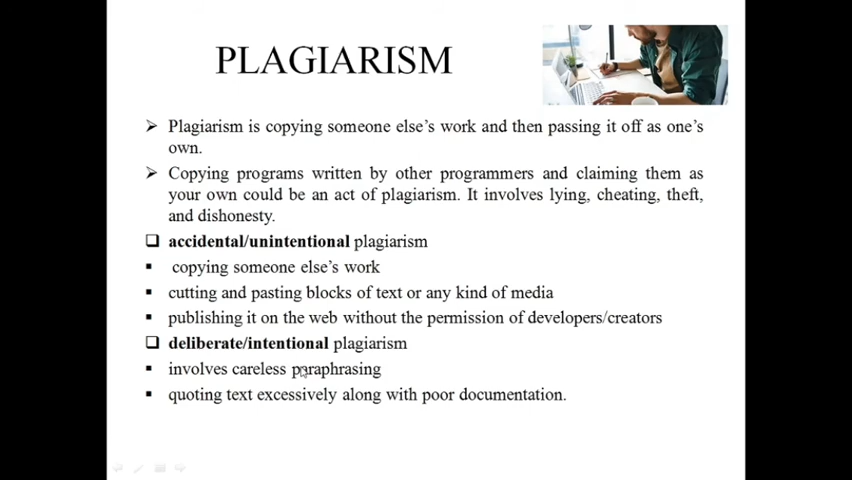 PLAGIARISM
Plagiarism is copying someone else's work and then passing it off as one's
own.
Copying programs written by other programmers and claiming them as
your own could be an act of plagiarism. It involves lying, cheating, theft,
and dishonesty.
accidental/unintentional plagiarism
copying someone else's work
cutting and pasting blocks of text or any kind of media
publishing it on the web without the permission of developers/creators
deliberate/intentional plagiarism
involves careless paraphrasing
quoting text excessively along with poor documentation.